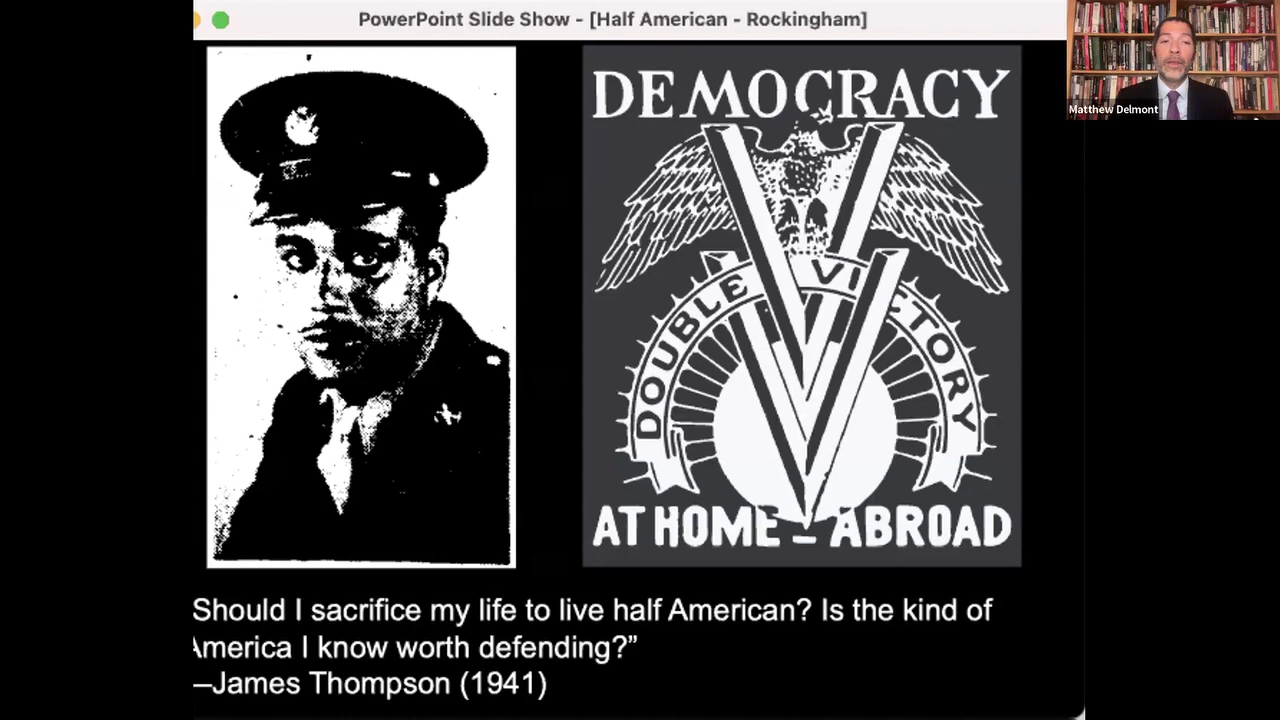 PowerPoint Slide Show - [Half American - Rockingham]
Matthew Delmont
DEMOCRACY
DOUBLE VICTORY
AT HOME – ABROAD
Should I sacrifice my life to live half American? Is the kind of
America I know worth defending?”
–James Thompson (1941)